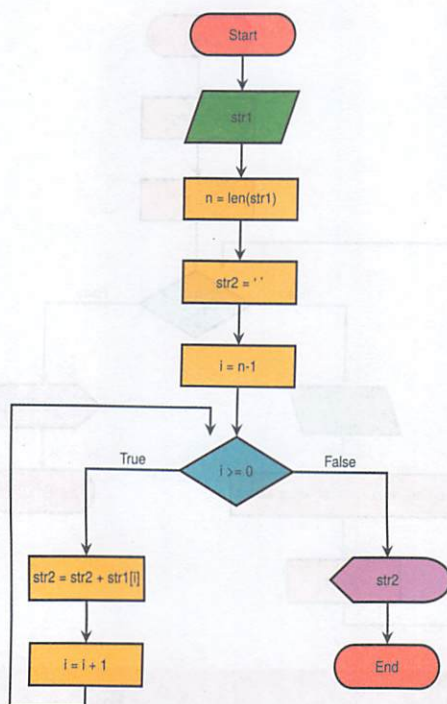 Start
str1
n = len(str1)
str2 = ' '
i = n-1
i >= 0
True
False
str2 = str2 + str1[i]
str2
i = i + 1
End